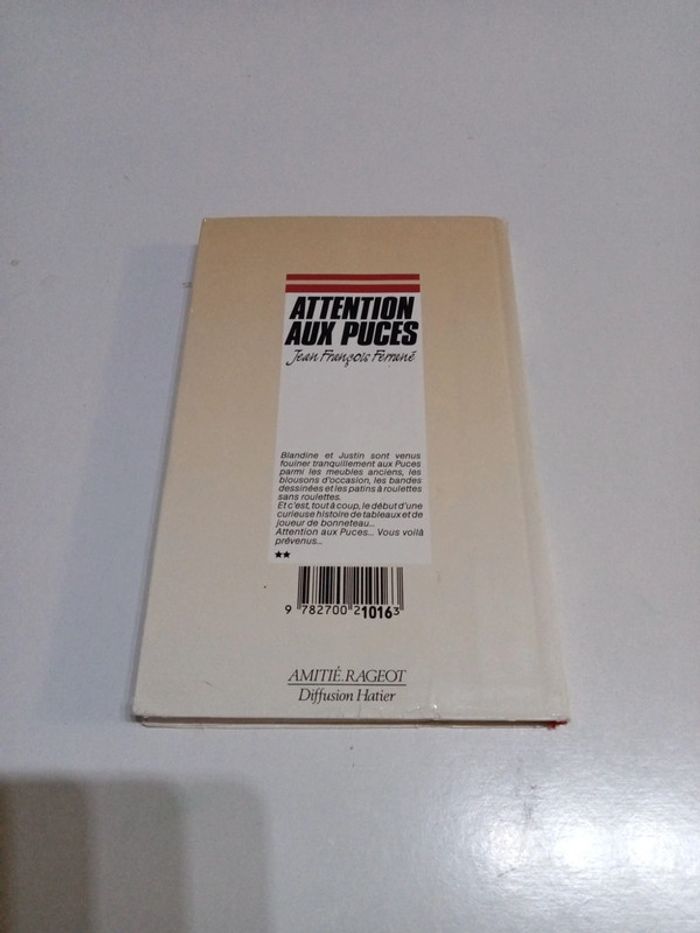 ATTENTION
AUX PUCES
Jean François Ferrané
Blandine et Justin sont venus
fouiner tranquillement aux Puces
parmi les meubles anciens, les
blousons d'occasion, les bandes
dessinées et les patins à roulettes
sans roulettes.
Et c'est, tout à coup, le début d'une
curieuse histoire de tableaux et de
joueur de bonneteau...
Attention aux Puces... Vous voilà
prévenus...
★★
9 782700 210163
AMITIÉ.RAGEOT
Diffusion Hatier